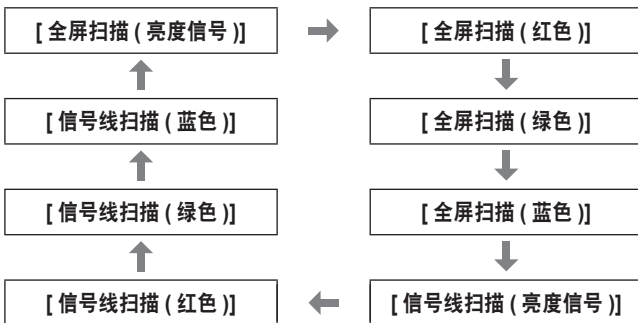 [ 全屏扫描 ( 亮度信号 )]
[ 全屏扫描 ( 红色 )]
[ 信号线扫描 ( 蓝色 )]
[ 全屏扫描 ( 绿色 )]
[ 信号线扫描 ( 绿色 )]
[ 全屏扫描 ( 蓝色 )]
[ 信号线扫描 ( 红色 )]
[ 信号线扫描 ( 亮度信号 )]